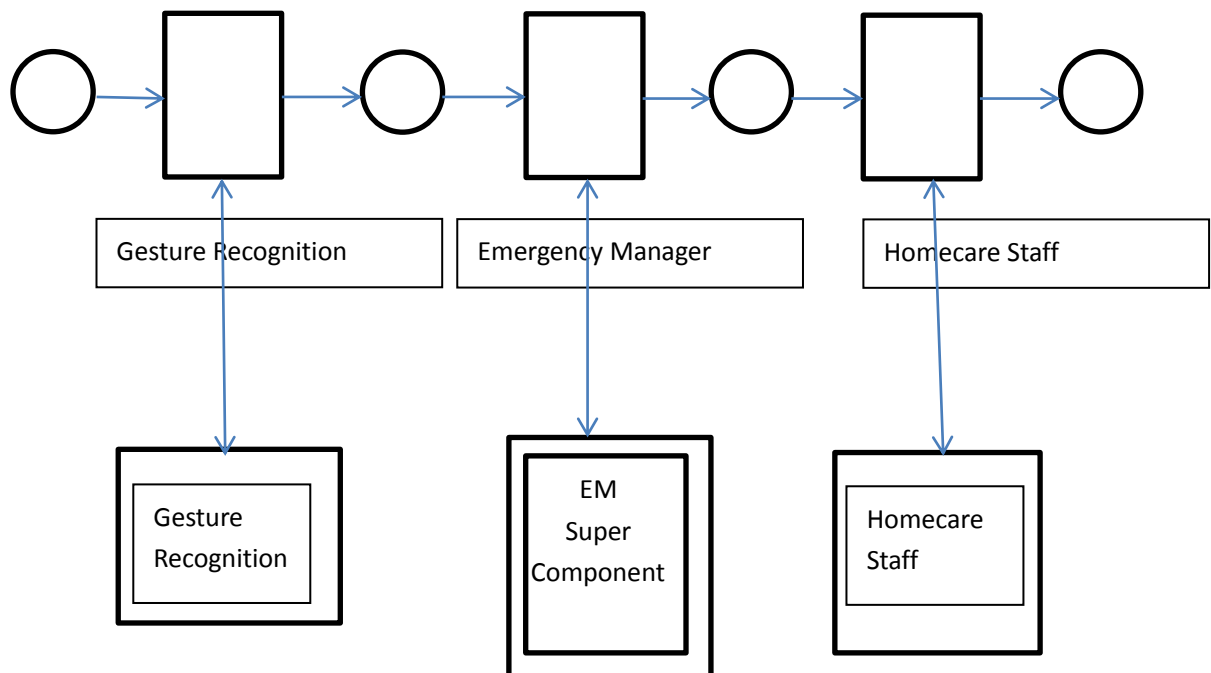 Gesture Recognition
Emergency Manager
Homecare Staff
Gesture
Recognition
EM
Super
Component
Homecare
Staff